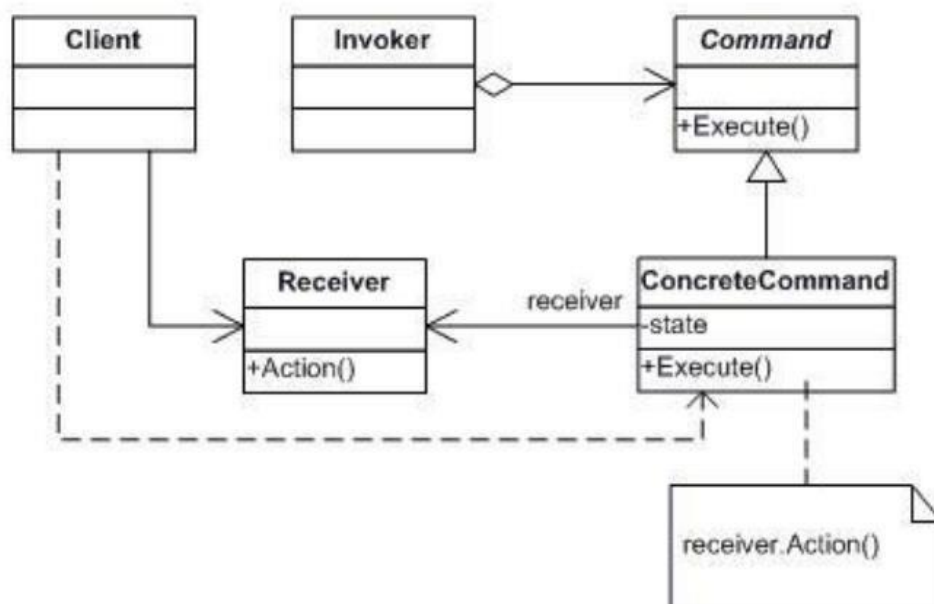 Client
Invoker
Command
+Execute()
Receiver
+Action()
receiver
ConcreteCommand
-state
+Execute()
receiver.Action()